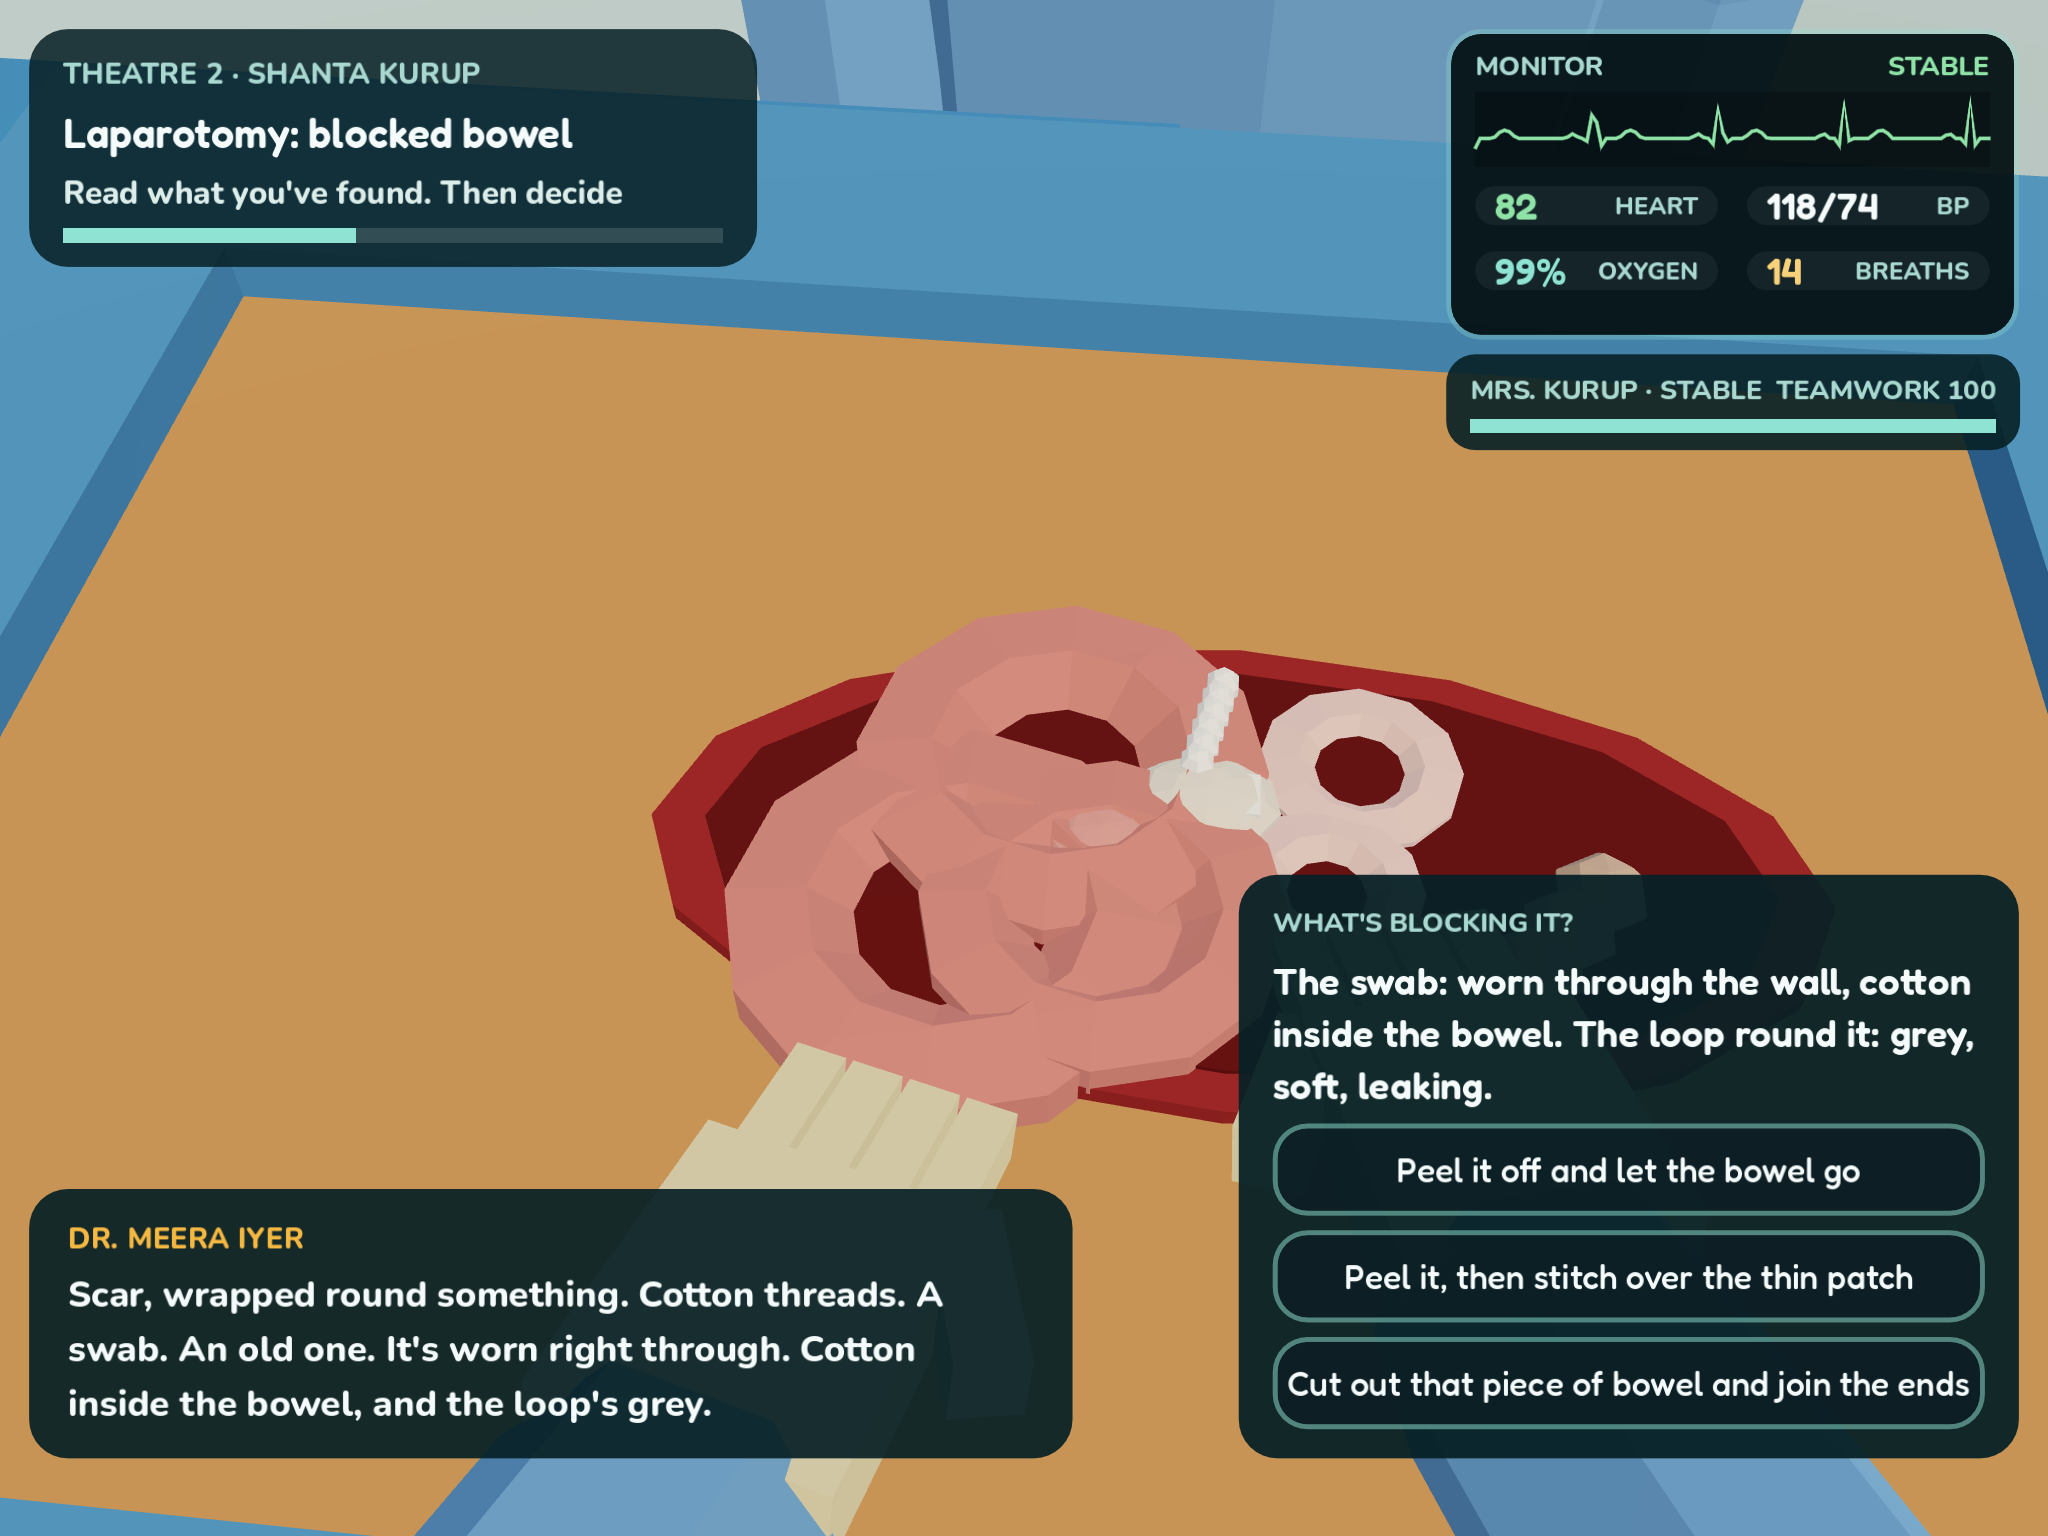 THEATRE 2 · SHANTA KURUP
Laparotomy: blocked bowel
Read what you've found. Then decide
MONITOR STABLE
82 HEART 118/74 BP
99% OXYGEN 14 BREATHS
MRS. KURUP · STABLE TEAMWORK 100
WHAT'S BLOCKING IT?
The swab: worn through the wall, cotton
inside the bowel. The loop round it: grey,
soft, leaking.
Peel it off and let the bowel go
Peel it, then stitch over the thin patch
Cut out that piece of bowel and join the ends
DR. MEERA IYER
Scar, wrapped round something. Cotton threads. A
swab. An old one. It's worn right through. Cotton
inside the bowel, and the loop's grey.